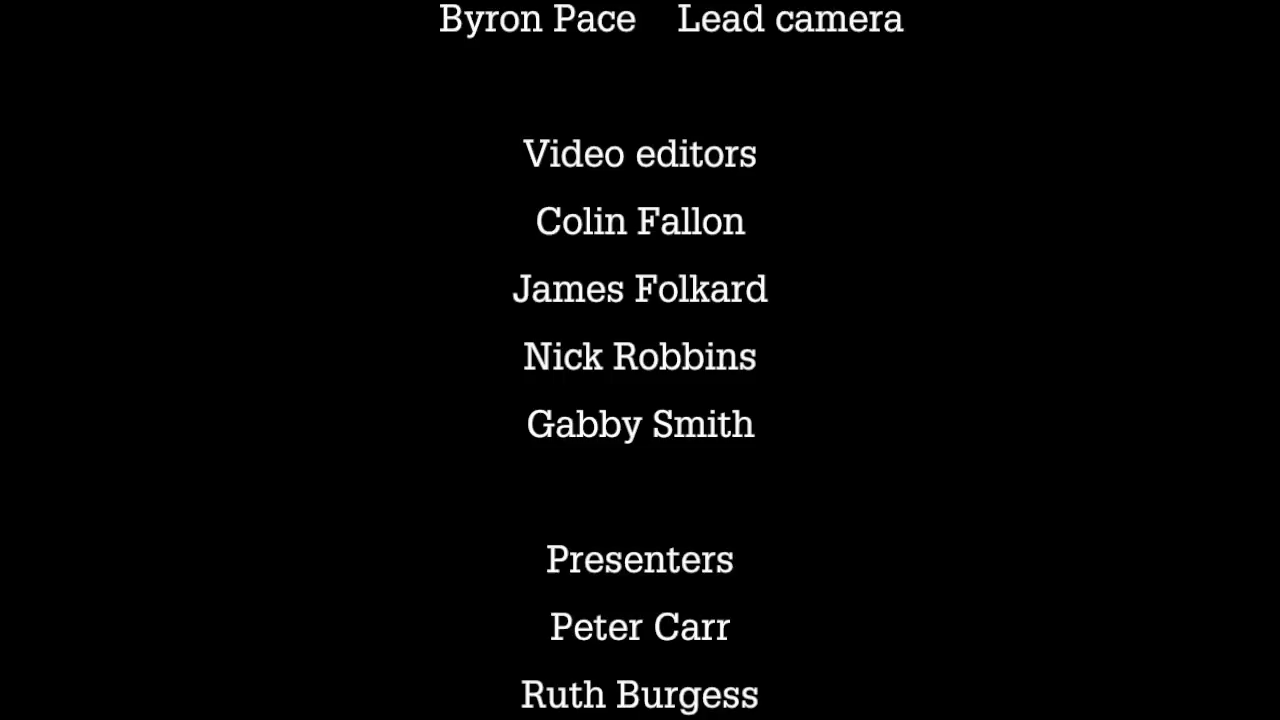 Byron Pace Lead camera
Video editors
Colin Fallon
James Folkard
Nick Robbins
Gabby Smith
Presenters
Peter Carr
Ruth Burgess